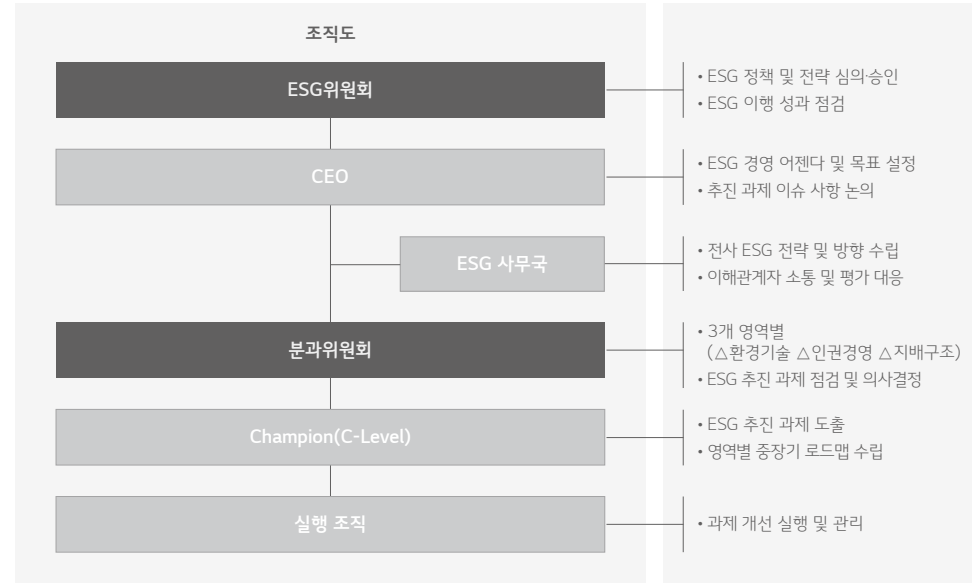 조직도
ESG위원회
• ESG 정책 및 전략 심의·승인
• ESG 이행 성과 점검
CEO
• ESG 경영 어젠다 및 목표 설정
• 추진 과제 이슈 사항 논의
ESG 사무국
• 전사 ESG 전략 및 방향 수립
• 이해관계자 소통 및 평가 대응
분과위원회
• 3개 영역별
(△환경기술 △인권경영 △지배구조)
• ESG 추진 과제 점검 및 의사결정
Champion(C-Level)
• ESG 추진 과제 도출
• 영역별 중장기 로드맵 수립
실행 조직
• 과제 개선 실행 및 관리